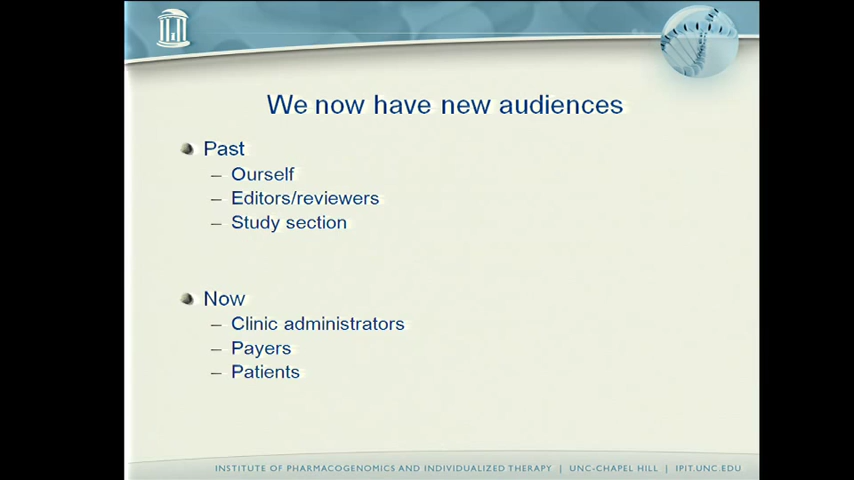 We now have new audiences
Past
– Ourself
– Editors/reviewers
– Study section
Now
– Clinic administrators
– Payers
– Patients
INSTITUTE OF PHARMACOGENOMICS AND INDIVIDUALIZED THERAPY | UNC-CHAPEL HILL | IPIT.UNC.EDU